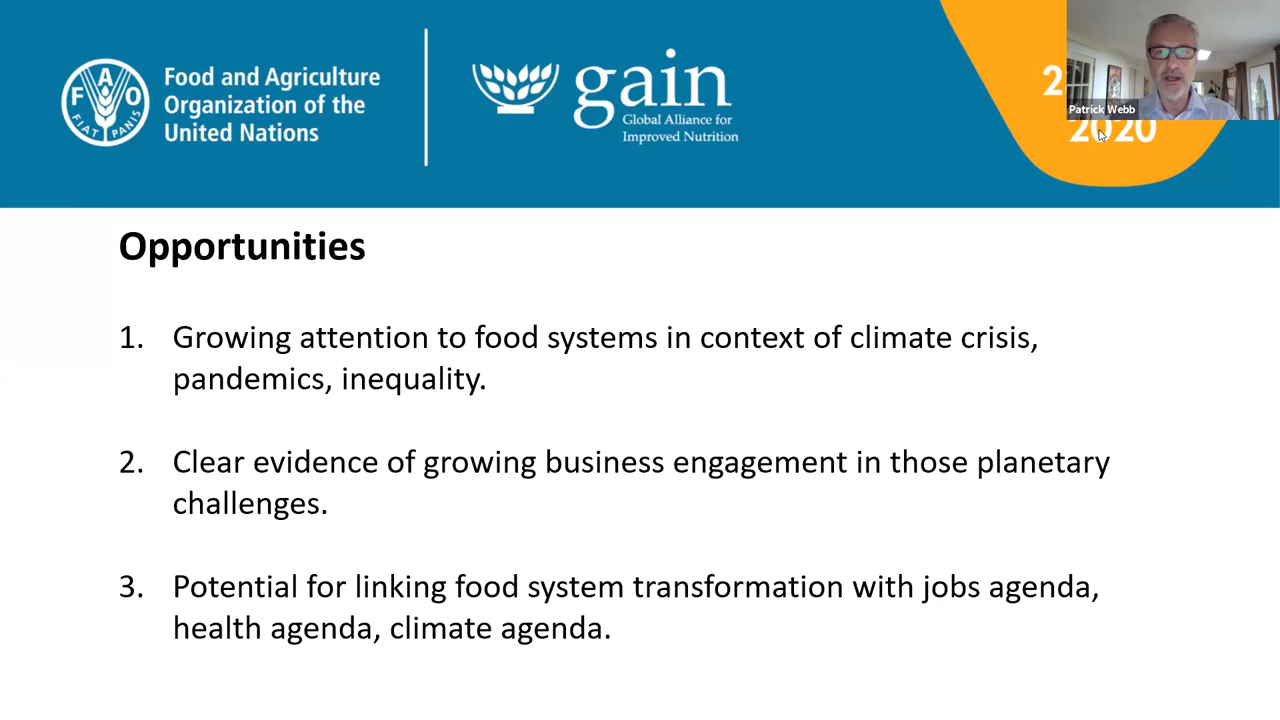 FAO
FIAT PANIS
Food and Agriculture
Organization of the
United Nations
gain
Global Alliance for
Improved Nutrition
2
Patrick Webb
2020
Opportunities
1. Growing attention to food systems in context of climate crisis,
pandemics, inequality.
2. Clear evidence of growing business engagement in those planetary
challenges.
3. Potential for linking food system transformation with jobs agenda,
health agenda, climate agenda.